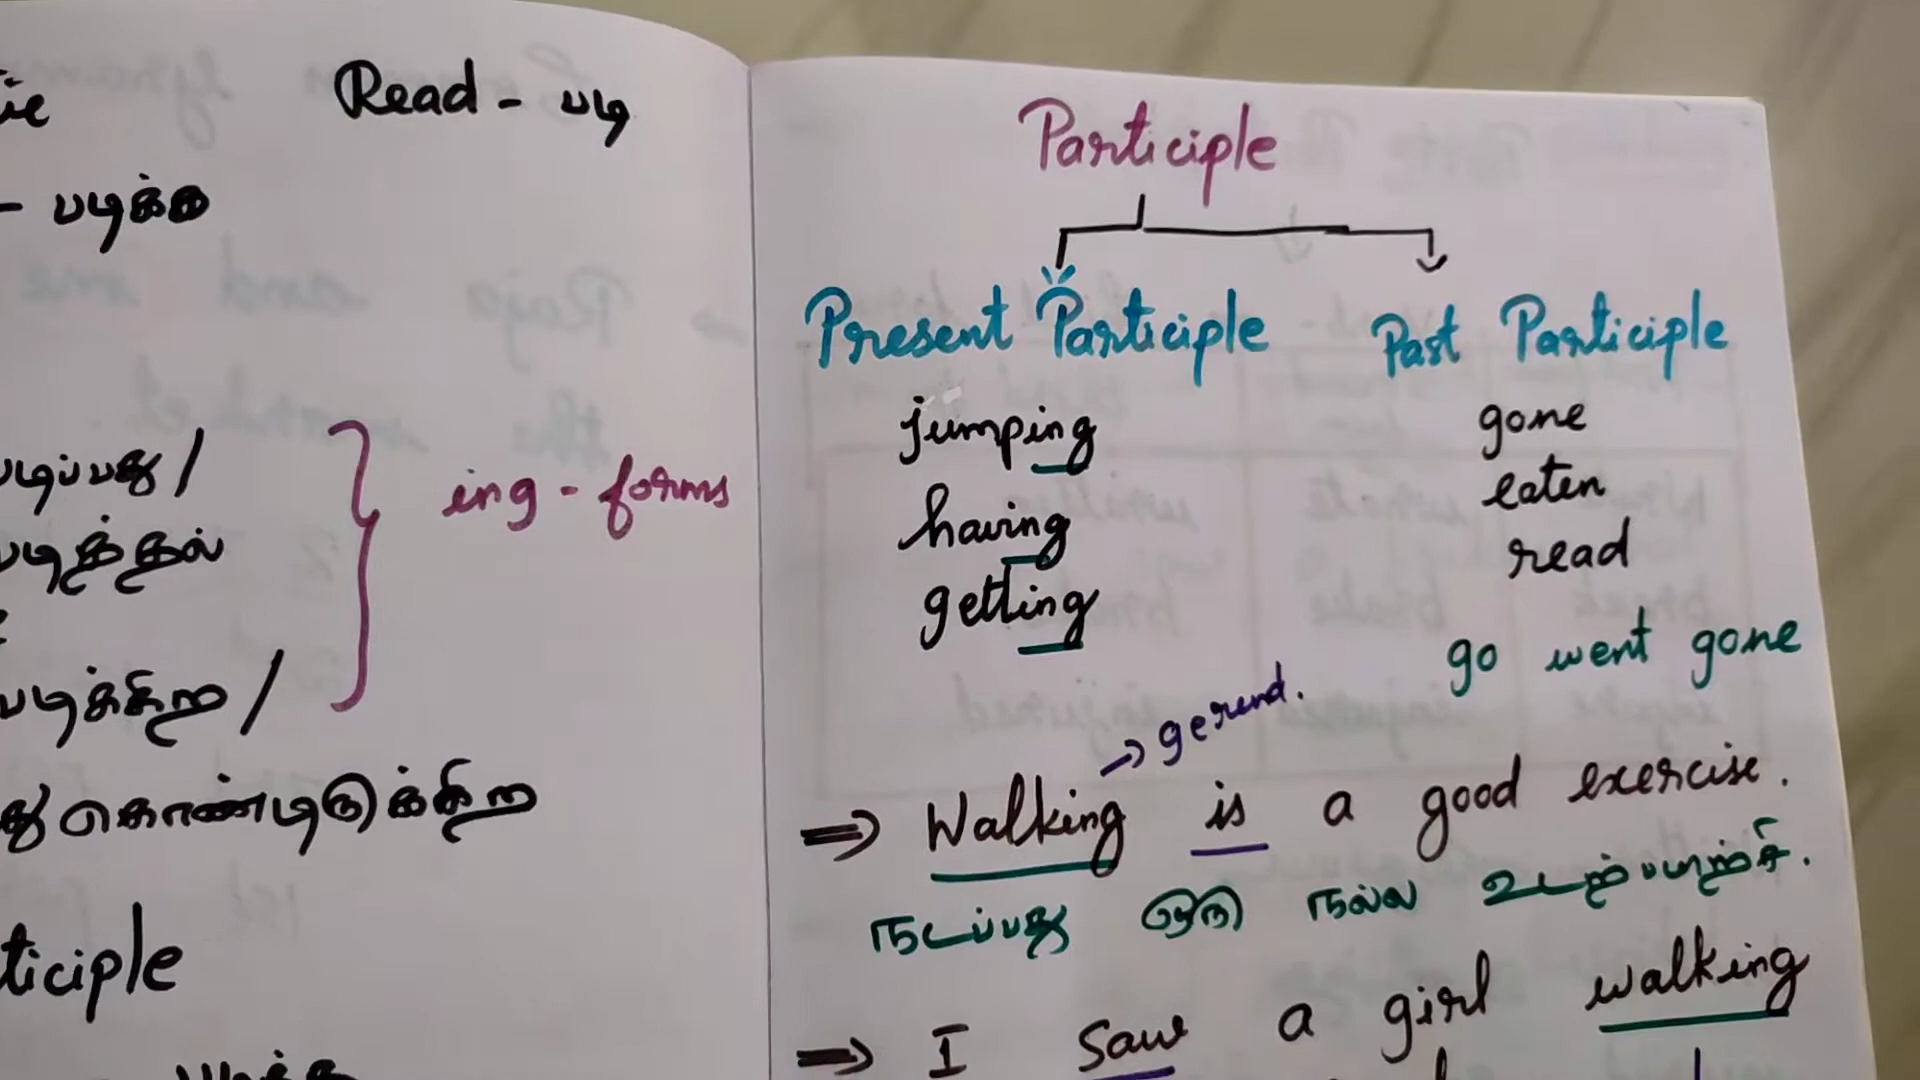 Read - படி
- படிக்க
படிப்பது /
படித்தல்
படிக்கிற /
து கொண்டிருக்கிற
ing - forms
ticiple
Participle
Present Participle
Past Participle
jumping
gone
having
eaten
getting
read
go went gone
→ gerund.
⇒ Walking is a good exercise.
நடப்பது ஒரு நல்ல உடற்பயிற்சி.
⇒ I saw a girl walking